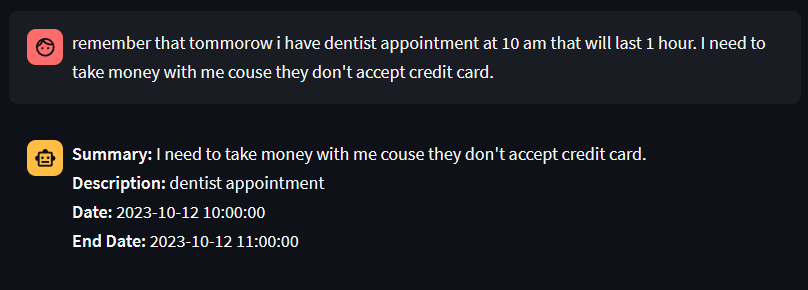 remember that tommorow i have dentist appointment at 10 am that will last 1 hour. I need to
take money with me couse they don't accept credit card.
Summary: I need to take money with me couse they don't accept credit card.
Description: dentist appointment
Date: 2023-10-12 10:00:00
End Date: 2023-10-12 11:00:00